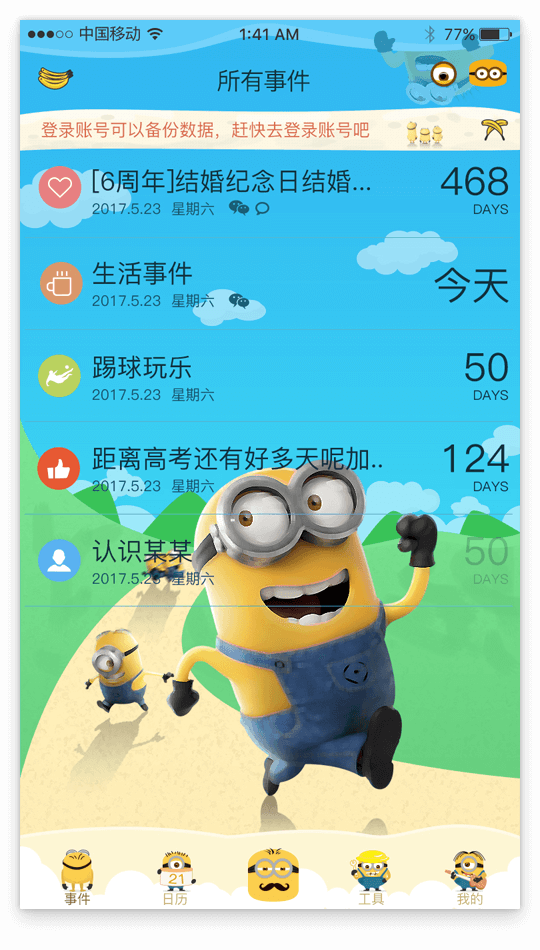 中国移动 1:41 AM 77%
所有事件
登录账号可以备份数据，赶快去登录账号吧
[6周年]结婚纪念日结婚... 468
2017.5.23 星期六 DAYS
生活事件 今天
2017.5.23 星期六
踢球玩乐 50
2017.5.23 星期六 DAYS
距离高考还有好多天呢加.. 124
2017.5.23 星期六 DAYS
认识某某 50
2017.5.23 星期六 DAYS
21
事件 日历 工具 我的